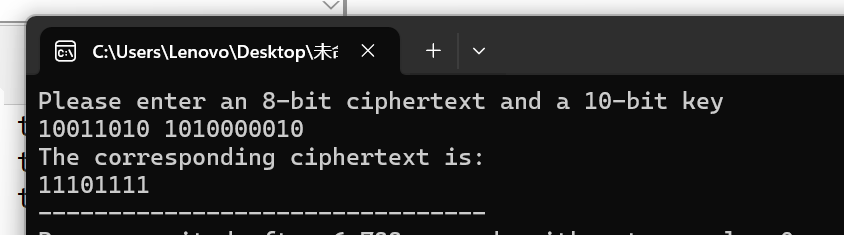 C:\Users\Lenovo\Desktop\未
Please enter an 8-bit ciphertext and a 10-bit key
10011010 1010000010
The corresponding ciphertext is:
11101111
--------------------------------